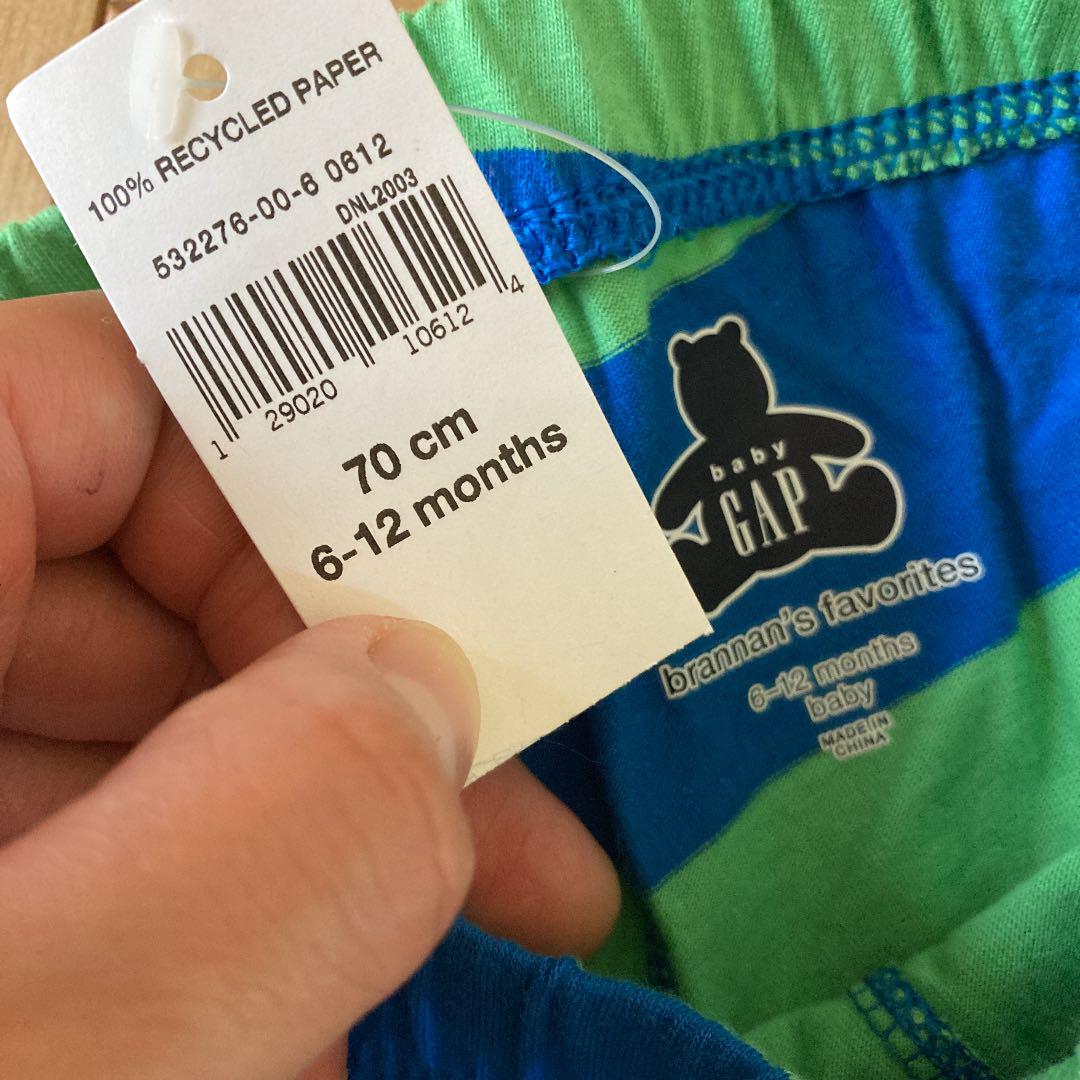 100% RECYCLED PAPER
532276-00-6 0612
DNL2003
1 29020 10612 4
70 cm
6-12 months
baby
GAP
brannan's favorites
6-12 months
baby
MADE IN
CHINA